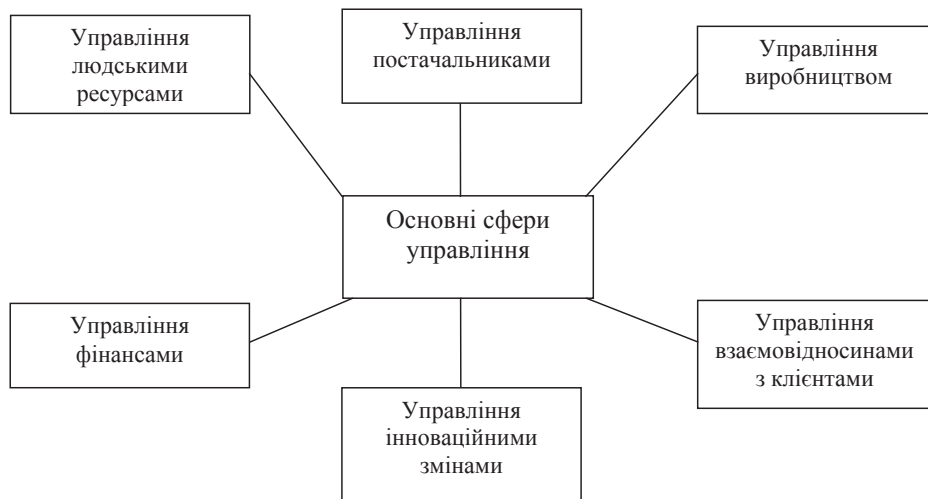 Управління
людськими
ресурсами
Управління
постачальниками
Управління
виробництвом
Основні сфери
управління
Управління
фінансами
Управління
інноваційними
змінами
Управління
взаємовідносинами
з клієнтами